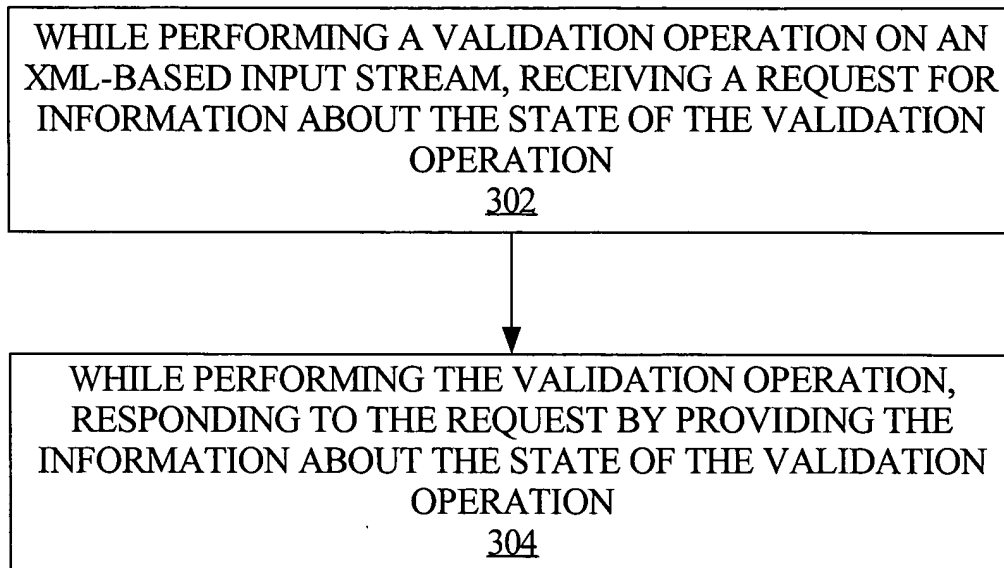 WHILE PERFORMING A VALIDATION OPERATION ON AN
XML-BASED INPUT STREAM, RECEIVING A REQUEST FOR
INFORMATION ABOUT THE STATE OF THE VALIDATION
OPERATION
302
WHILE PERFORMING THE VALIDATION OPERATION,
RESPONDING TO THE REQUEST BY PROVIDING THE
INFORMATION ABOUT THE STATE OF THE VALIDATION
OPERATION
304